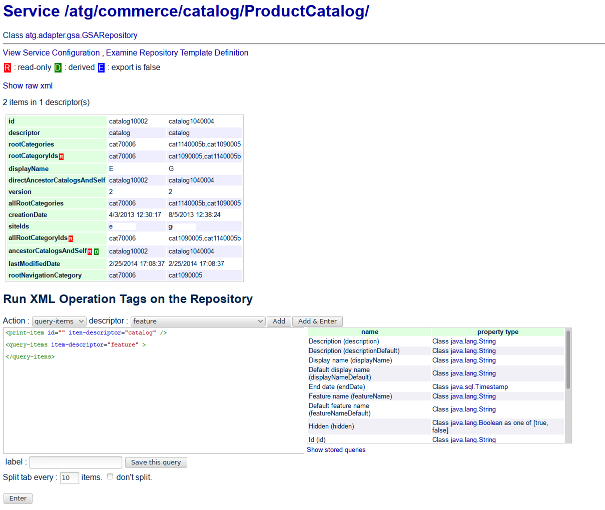 Service /atg/commerce/catalog/ProductCatalog/
Class atg.adapter.gsa.GSARepository
View Service Configuration , Examine Repository Template Definition
R : read-only D : derived E : export is false
Show raw xml
2 items in 1 descriptor(s)
id catalog10002 catalog1040004
descriptor catalog catalog
rootCategories cat70006 cat1140005b,cat1090005
rootCategoryIds R cat70006 cat1090005,cat1140005b
displayName E G
directAncestorCatalogsAndSelf catalog10002 catalog1040004
version 2 2
allRootCategories cat70006 cat1140005b,cat1090005
creationDate 4/3/2013 12:30:17 8/5/2013 12:38:24
siteIds e g
allRootCategoryIds R cat70006 cat1090005,cat1140005b
ancestorCatalogsAndSelf R D catalog10002 catalog1040004
lastModifiedDate 2/25/2014 17:08:37 2/25/2014 17:08:37
rootNavigationCategory cat70006 cat1090005
Run XML Operation Tags on the Repository
Action : query-items descriptor : feature Add Add & Enter
<print-item id="" item-descriptor="catalog" />
<query-items item-descriptor="feature" >
</query-items>
name property type
Description (description) Class java.lang.String
Description (descriptionDefault) Class java.lang.String
Display name (displayName) Class java.lang.String
Default display name
(displayNameDefault) Class java.lang.String
End date (endDate) Class java.sql.Timestamp
Feature name (featureName) Class java.lang.String
Default feature name
(featureNameDefault) Class java.lang.String
Hidden (hidden) Class java.lang.Boolean as one of [true,
false]
Id (id) Class java.lang.String
Show stored queries
label : Save this query
Split tab every : 10 items. don't split.
Enter